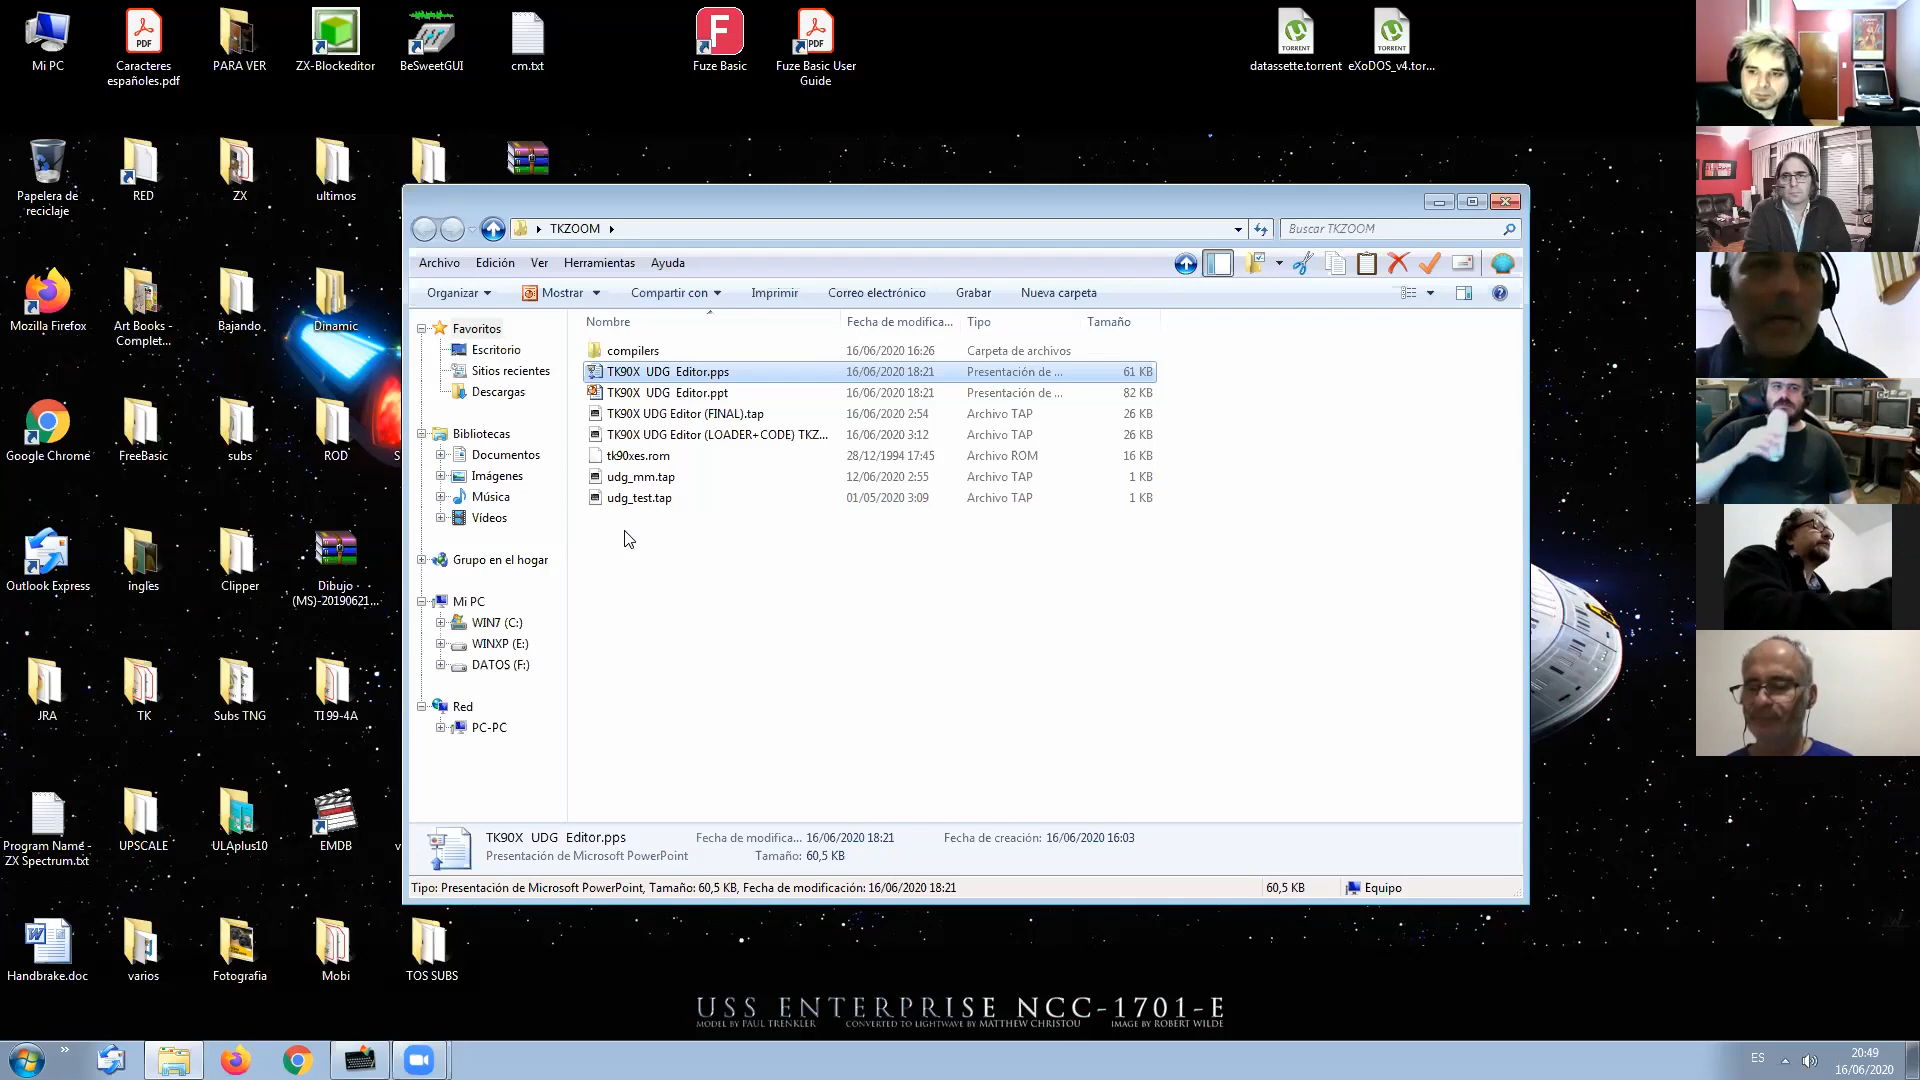 Mi PC
Caracteres
españoles.pdf
PARA VER
ZX-Blockeditor
BeSweetGUI
cm.txt
Fuze Basic
Fuze Basic User
Guide
datassette.torrent
eXoDOS_v4.tor...
Papelera de
reciclaje
RED
ZX
ultimos
Mozilla Firefox
Art Books -
Complet...
Bajando
Dinamic
Google Chrome
FreeBasic
subs
ROD
Outlook Express
ingles
Clipper
Dibujo
(MS)-20190621...
JRA
TK
Subs TNG
TI99-4A
Program Name -
ZX Spectrum.txt
UPSCALE
ULAplus10
EMDB
Handbrake.doc
varios
Fotografia
Mobi
TOS SUBS
TKZOOM
Buscar TKZOOM
Archivo Edición Ver Herramientas Ayuda
Organizar Mostrar Compartir con Imprimir Correo electrónico Grabar Nueva carpeta
Favoritos
Escritorio
Sitios recientes
Descargas
Bibliotecas
Documentos
Imágenes
Música
Vídeos
Grupo en el hogar
Mi PC
WIN7 (C:)
WINXP (E:)
DATOS (F:)
Red
PC-PC
Nombre Fecha de modifica... Tipo Tamaño
compilers 16/06/2020 16:26 Carpeta de archivos
TK90X UDG Editor.pps 16/06/2020 18:21 Presentación de ... 61 KB
TK90X UDG Editor.ppt 16/06/2020 18:21 Presentación de ... 82 KB
TK90X UDG Editor (FINAL).tap 16/06/2020 2:54 Archivo TAP 26 KB
TK90X UDG Editor (LOADER+CODE) TKZ... 16/06/2020 3:12 Archivo TAP 26 KB
tk90xes.rom 28/12/1994 17:45 Archivo ROM 16 KB
udg_mm.tap 12/06/2020 2:55 Archivo TAP 1 KB
udg_test.tap 01/05/2020 3:09 Archivo TAP 1 KB
TK90X UDG Editor.pps Fecha de modifica... 16/06/2020 18:21 Fecha de creación: 16/06/2020 16:03
Presentación de Microsoft PowerPoint Tamaño: 60,5 KB
Tipo: Presentación de Microsoft PowerPoint, Tamaño: 60,5 KB, Fecha de modificación: 16/06/2020 18:21 60,5 KB Equipo
USS ENTERPRISE NCC-1701-E
MODEL BY PAUL TRENKLER CONVERTED TO LIGHTWAVE BY MATTHEW CHRISTOU IMAGE BY ROBERT WILDE
ES
20:49
16/06/2020